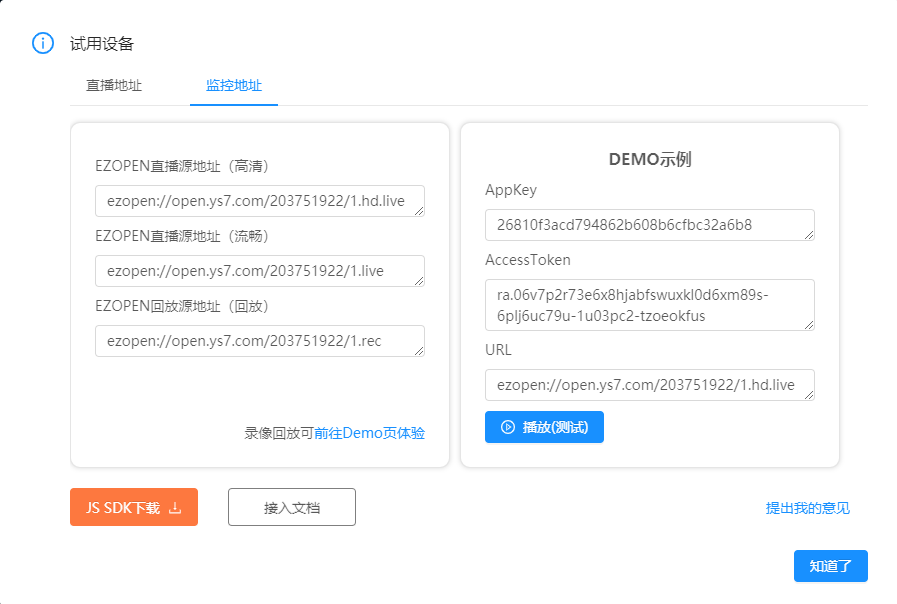 试用设备
直播地址
监控地址
EZOPEN直播源地址（高清）
ezopen://open.ys7.com/203751922/1.hd.live
EZOPEN直播源地址（流畅）
ezopen://open.ys7.com/203751922/1.live
EZOPEN回放源地址（回放）
ezopen://open.ys7.com/203751922/1.rec
录像回放可前往Demo页体验
DEMO示例
AppKey
26810f3acd794862b608b6cfbc32a6b8
AccessToken
ra.06v7p2r73e6x8hjabfswuxkl0d6xm89s-
6plj6uc79u-1u03pc2-tzoeokfus
URL
ezopen://open.ys7.com/203751922/1.hd.live
播放(测试)
JS SDK下载
接入文档
提出我的意见
知道了